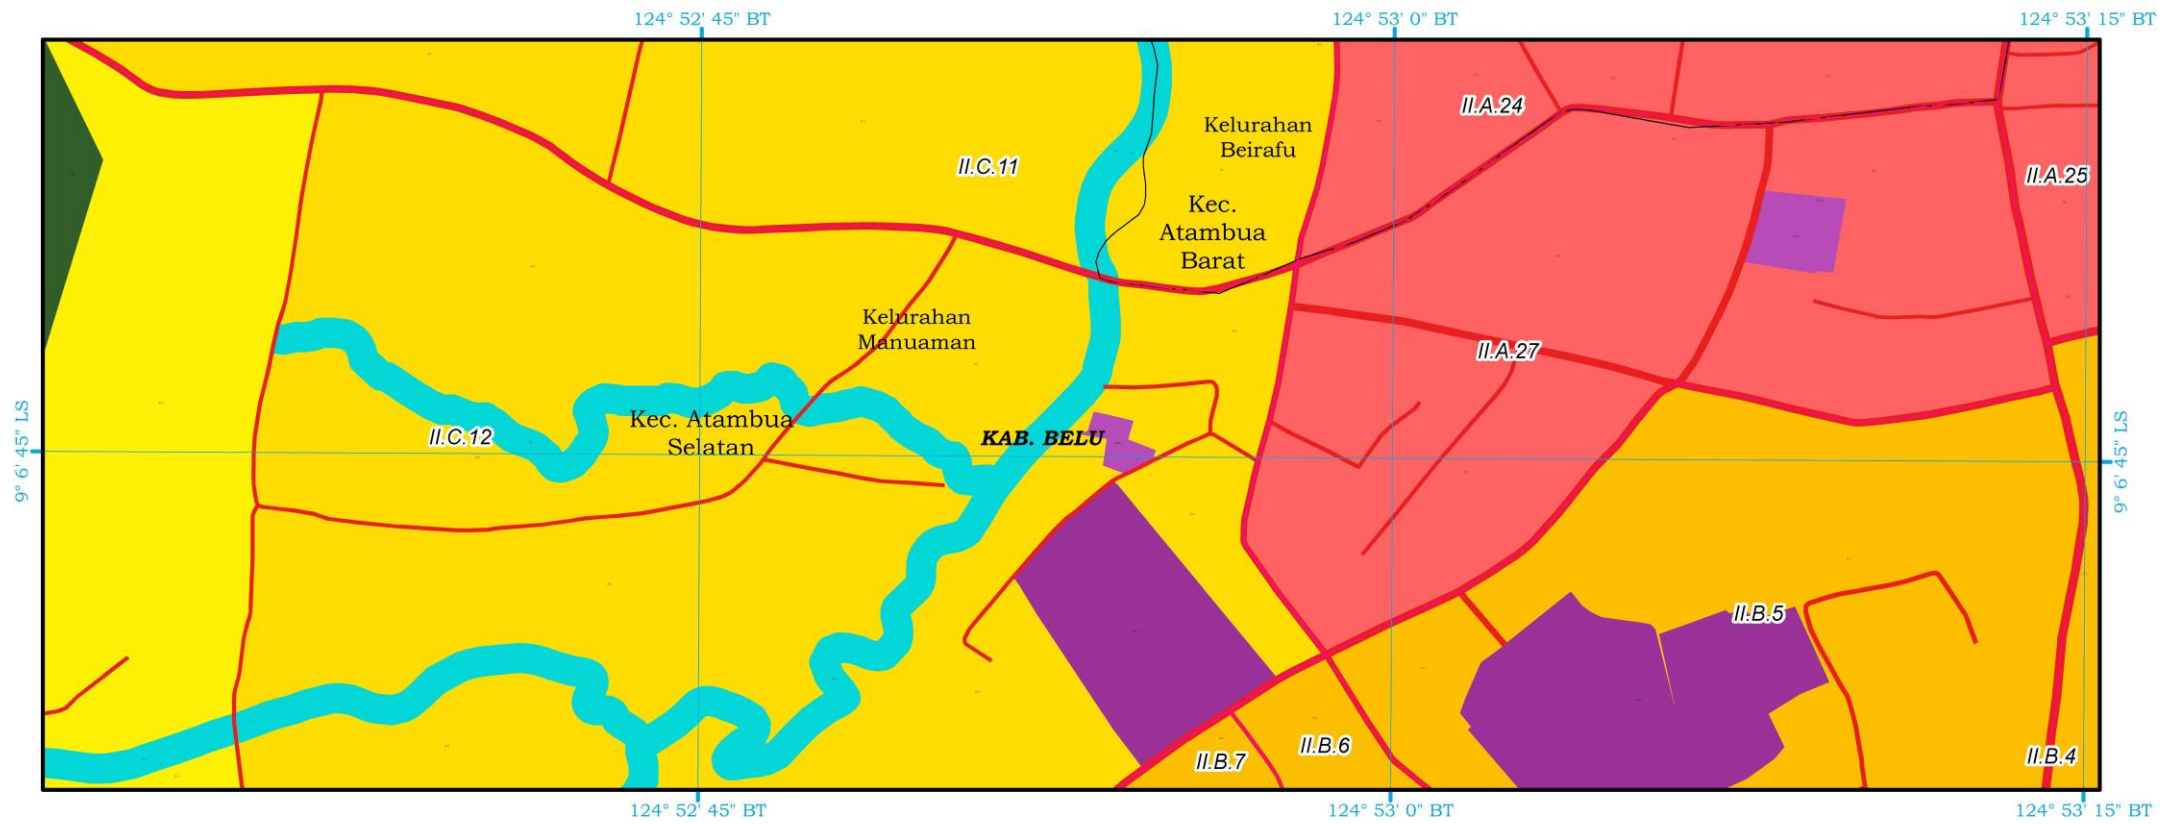 124° 52' 45" BT
124° 53' 0" BT
124° 53' 15" BT
II.A.24
Kelurahan
Beirafu
II.C.11
II.A.25
Kec.
Atambua
Barat
Kelurahan
Manuaman
II.A.27
Kec. Atambua
Selatan
II.C.12
KAB. BELU
9° 6' 45" LS
9° 6' 45" LS
II.B.5
II.B.6
II.B.7
II.B.4
124° 52' 45" BT
124° 53' 0" BT
124° 53' 15" BT